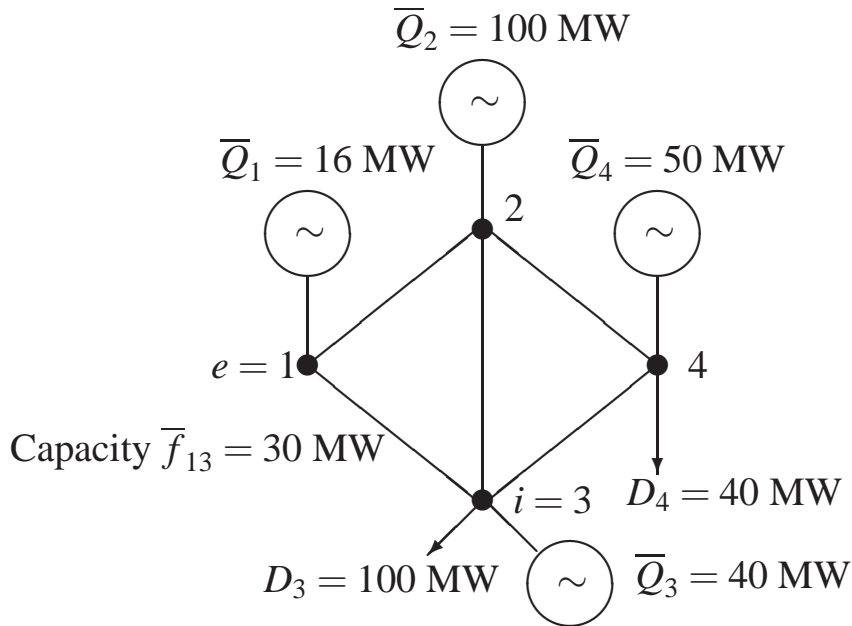 Q̅₂ = 100 MW
∼
Q̅₁ = 16 MW
Q̅₄ = 50 MW
2
∼
∼
e = 1
4
Capacity f̅₁₃ = 30 MW
i = 3
D₄ = 40 MW
D₃ = 100 MW
∼
Q̅₃ = 40 MW